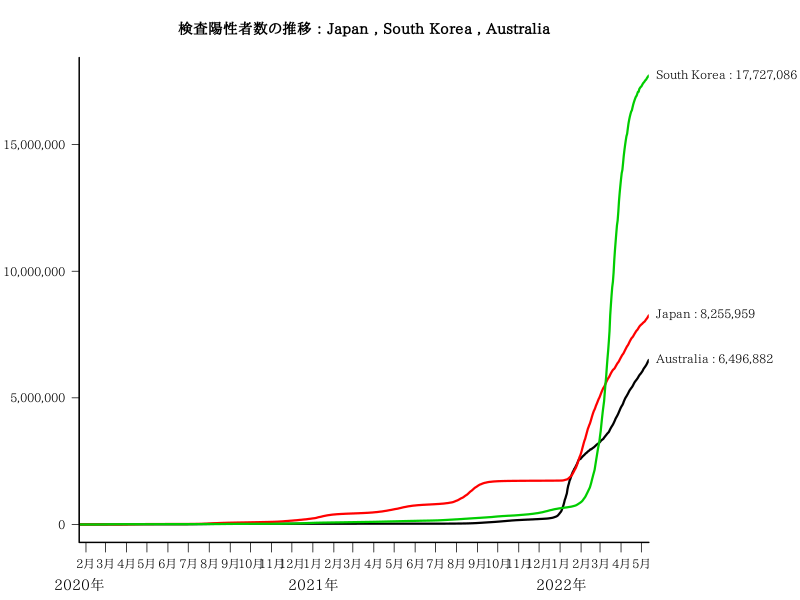 検査陽性者数の推移 : Japan , South Korea , Australia
South Korea : 17,727,086
15,000,000
10,000,000
Japan : 8,255,959
Australia : 6,496,882
5,000,000
0
2月 3月 4月 5月 6月 7月 8月 9月 10月 11月 12月 1月 2月 3月 4月 5月 6月 7月 8月 9月 10月 11月 12月 1月 2月 3月 4月 5月
2020年 2021年 2022年